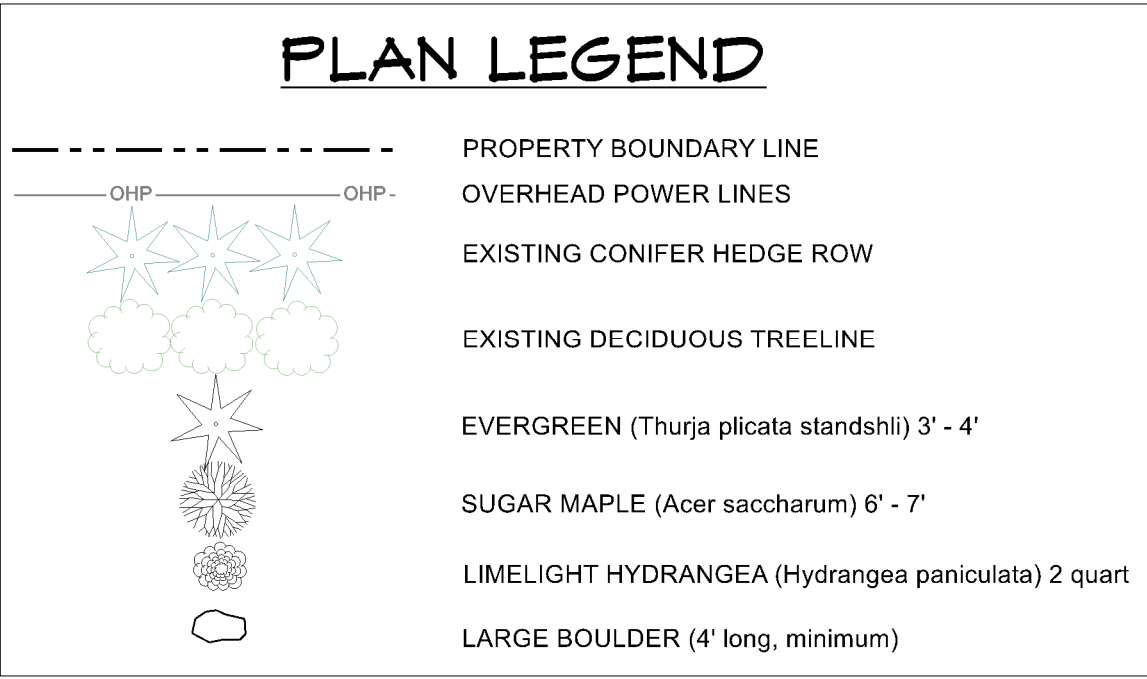 PLAN LEGEND
PROPERTY BOUNDARY LINE
OHP OHP OVERHEAD POWER LINES
EXISTING CONIFER HEDGE ROW
EXISTING DECIDUOUS TREELINE
EVERGREEN (Thurja plicata standshli) 3' - 4'
SUGAR MAPLE (Acer saccharum) 6' - 7'
LIMELIGHT HYDRANGEA (Hydrangea paniculata) 2 quart
LARGE BOULDER (4' long, minimum)